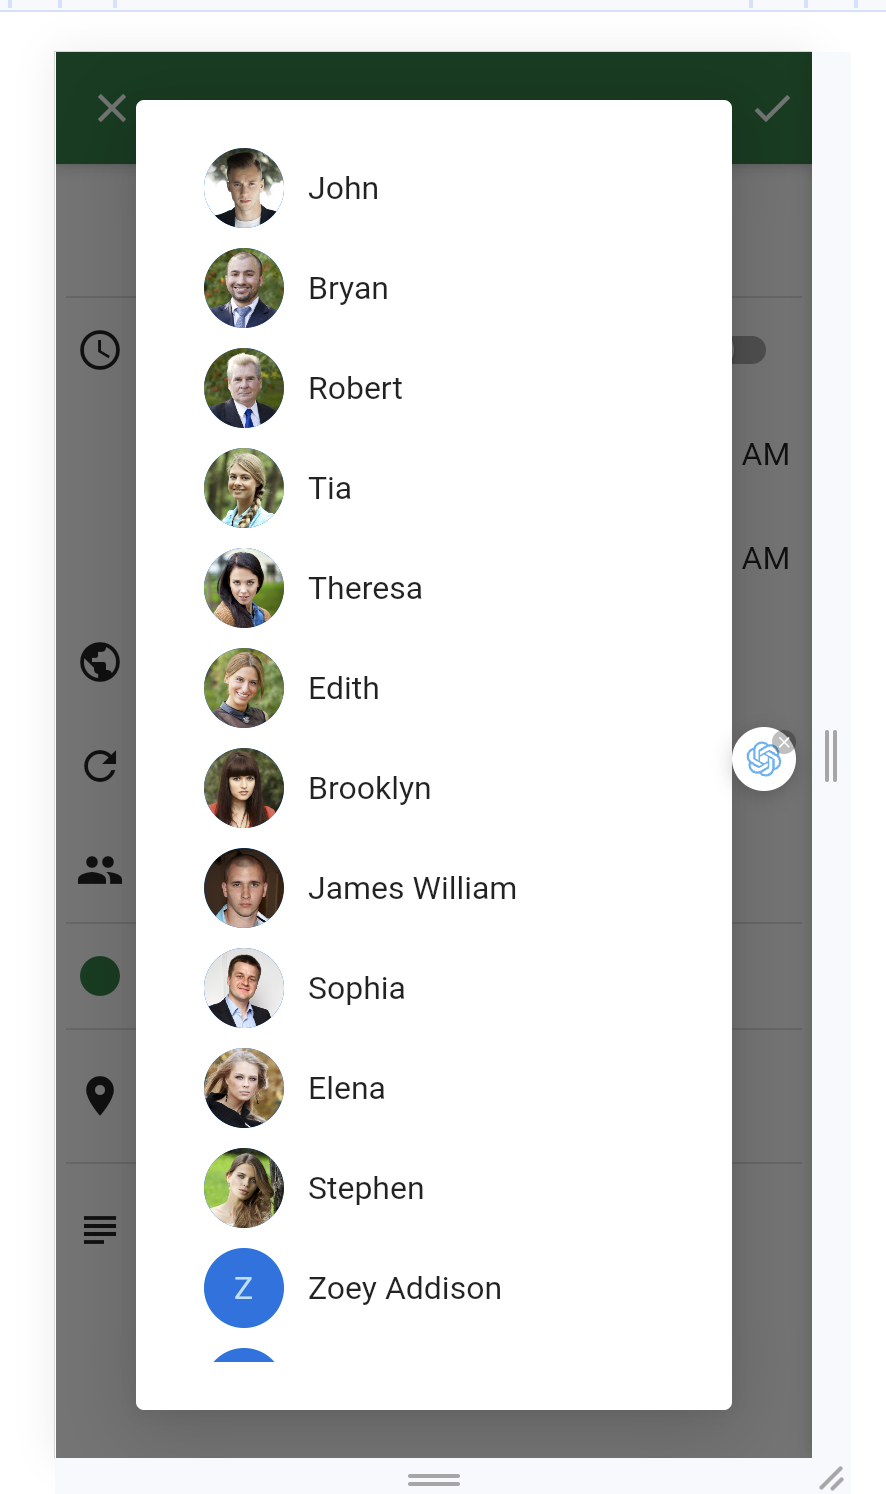 John
Bryan
Robert
AM
Tia
AM
Theresa
Edith
Brooklyn
James William
Sophia
Elena
Stephen
Z
Zoey Addison